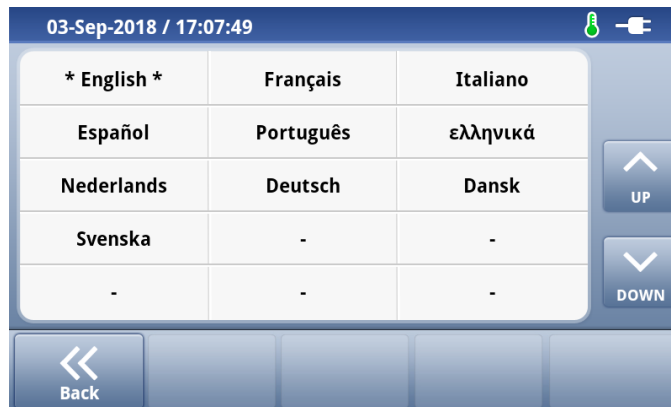 03-Sep-2018 / 17:07:49
* English * Français Italiano
Español Português ελληνικά
Nederlands Deutsch Dansk
UP
Svenska - -
- - -
DOWN
Back